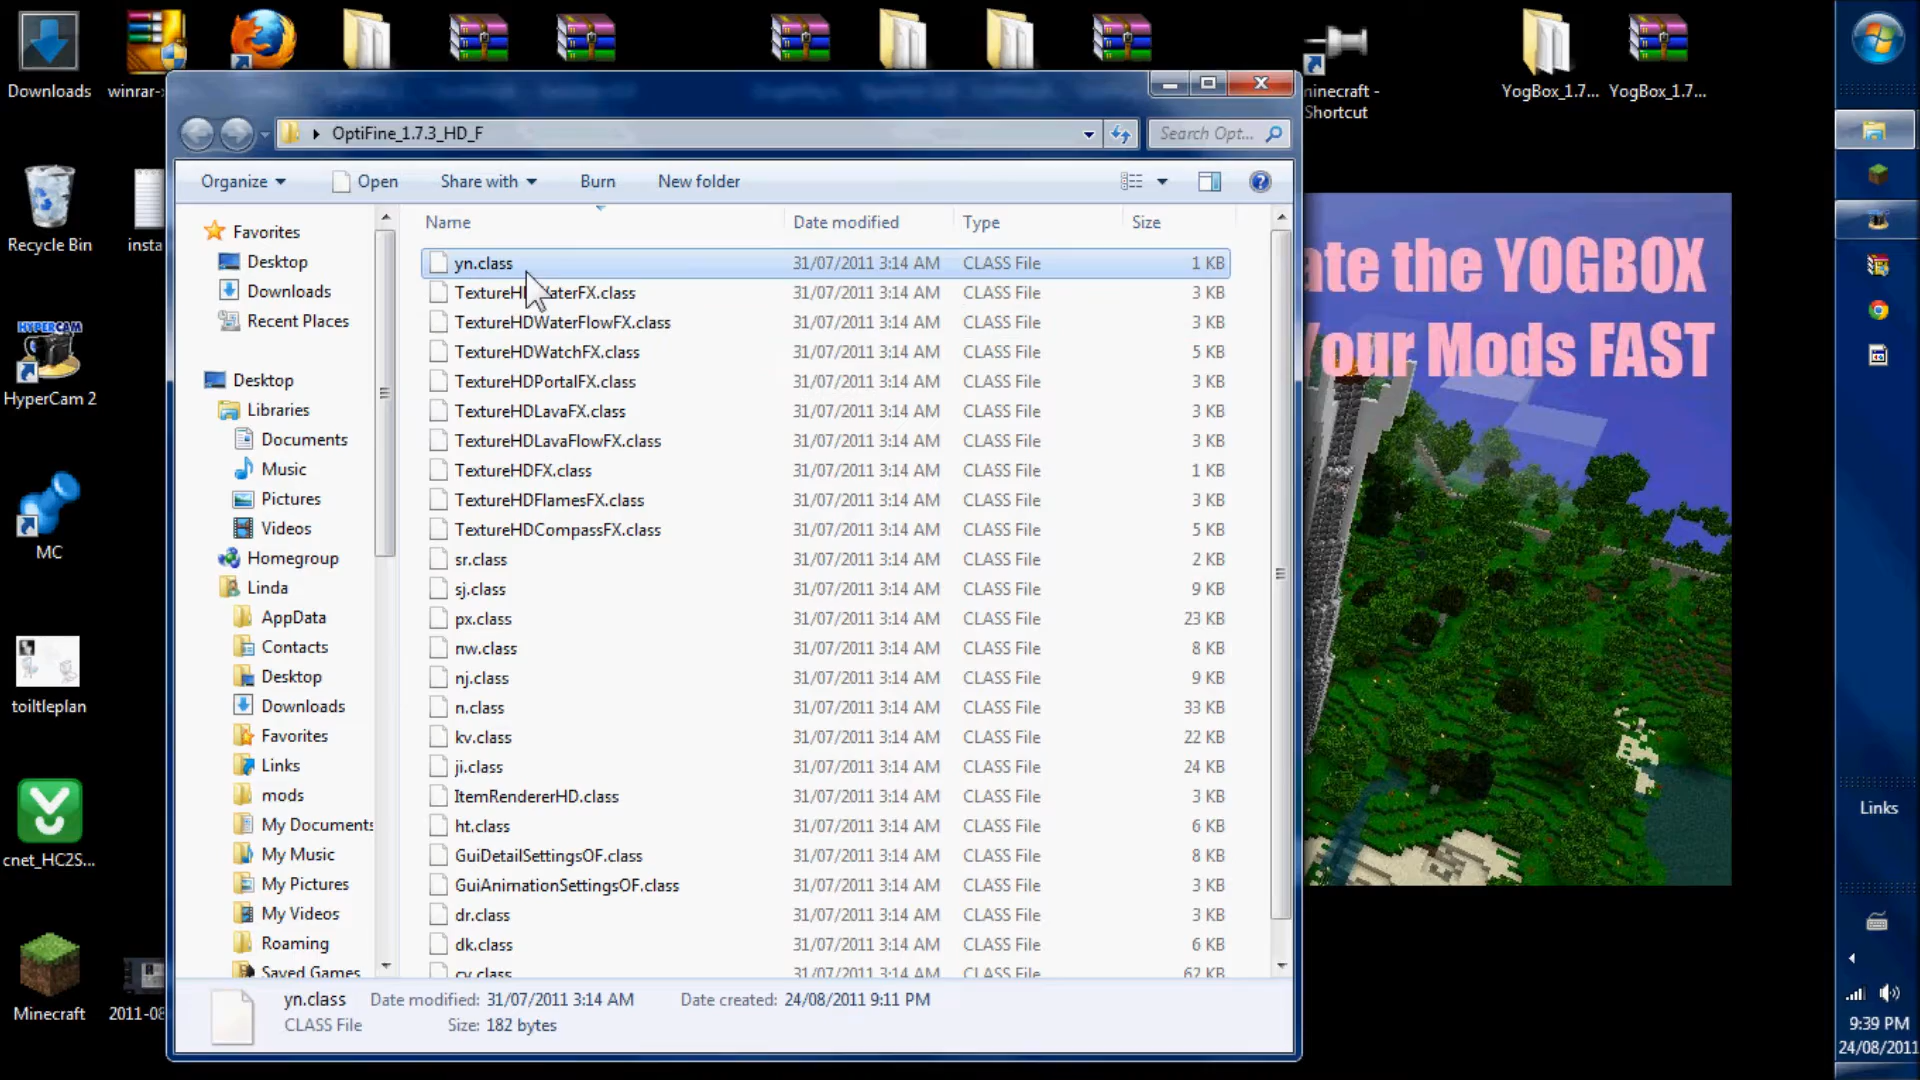 Downloads
winrar-x
minecraft - Shortcut
YogBox_1.7...
YogBox_1.7...
OptiFine_1.7.3_HD_F
Search Opt...
Organize
Open
Share with
Burn
New folder
Name
Date modified
Type
Size
Favorites
Desktop
Downloads
Recent Places
Desktop
Libraries
Documents
Music
Pictures
Videos
Homegroup
Linda
AppData
Contacts
Desktop
Downloads
Favorites
Links
mods
My Documents
My Music
My Pictures
My Videos
Roaming
Saved Games
yn.class 31/07/2011 3:14 AM CLASS File 1 KB
TextureHDWaterFX.class 31/07/2011 3:14 AM CLASS File 3 KB
TextureHDWaterFlowFX.class 31/07/2011 3:14 AM CLASS File 3 KB
TextureHDWatchFX.class 31/07/2011 3:14 AM CLASS File 5 KB
TextureHDPortalFX.class 31/07/2011 3:14 AM CLASS File 3 KB
TextureHDLavaFX.class 31/07/2011 3:14 AM CLASS File 3 KB
TextureHDLavaFlowFX.class 31/07/2011 3:14 AM CLASS File 3 KB
TextureHDFX.class 31/07/2011 3:14 AM CLASS File 1 KB
TextureHDFlamesFX.class 31/07/2011 3:14 AM CLASS File 3 KB
TextureHDCompassFX.class 31/07/2011 3:14 AM CLASS File 5 KB
sr.class 31/07/2011 3:14 AM CLASS File 2 KB
sj.class 31/07/2011 3:14 AM CLASS File 9 KB
px.class 31/07/2011 3:14 AM CLASS File 23 KB
nw.class 31/07/2011 3:14 AM CLASS File 8 KB
nj.class 31/07/2011 3:14 AM CLASS File 9 KB
n.class 31/07/2011 3:14 AM CLASS File 33 KB
kv.class 31/07/2011 3:14 AM CLASS File 22 KB
ji.class 31/07/2011 3:14 AM CLASS File 24 KB
ItemRendererHD.class 31/07/2011 3:14 AM CLASS File 3 KB
ht.class 31/07/2011 3:14 AM CLASS File 6 KB
GuiDetailSettingsOF.class 31/07/2011 3:14 AM CLASS File 8 KB
GuiAnimationSettingsOF.class 31/07/2011 3:14 AM CLASS File 3 KB
dr.class 31/07/2011 3:14 AM CLASS File 3 KB
dk.class 31/07/2011 3:14 AM CLASS File 6 KB
cv.class 31/07/2011 3:14 AM CLASS File 62 KB
yn.class Date modified: 31/07/2011 3:14 AM Date created: 24/08/2011 9:11 PM
CLASS File Size: 182 bytes
Recycle Bin
insta
HYPERCAM
HyperCam 2
MC
toiltleplan
cnet_HC2S...
Minecraft
2011-08
ate the YOGBOX
our Mods FAST
Links
9:39 PM
24/08/2011